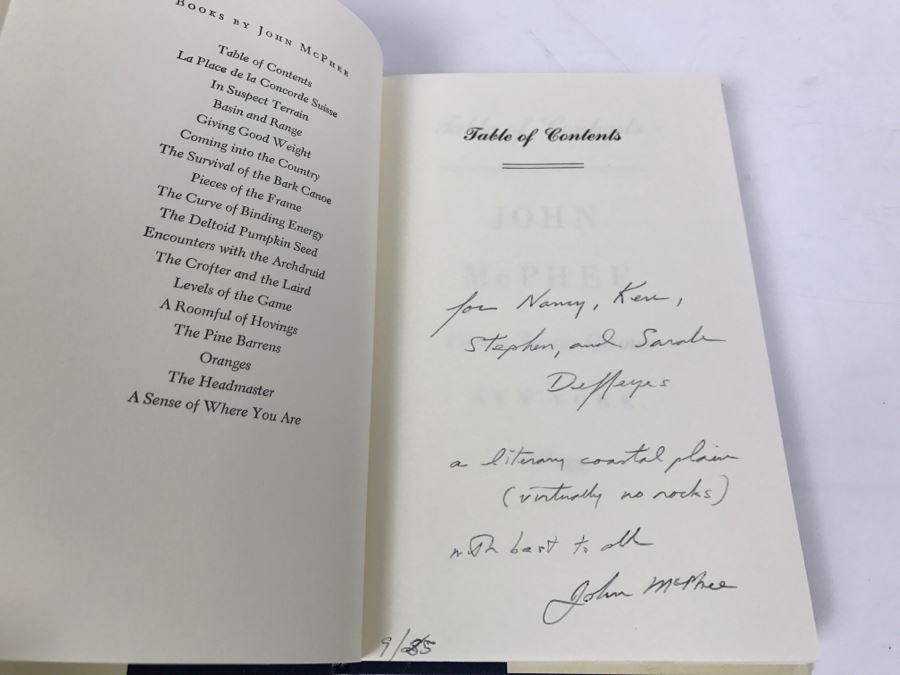 BOOKS BY JOHN MCPHEE
Table of Contents
La Place de la Concorde Suisse
In Suspect Terrain
Basin and Range
Giving Good Weight
Coming into the Country
The Survival of the Bark Canoe
Pieces of the Frame
The Curve of Binding Energy
The Deltoid Pumpkin Seed
Encounters with the Archdruid
The Crofter and the Laird
Levels of the Game
A Roomful of Hovings
The Pine Barrens
Oranges
The Headmaster
A Sense of Where You Are
Table of Contents
JOHN
McPHEE
for Nancy, Ken,
Stephen, and Sarah
Deffeyes
a literary coastal plain
(virtually no rocks)
with best to all
John McPhee
9/85